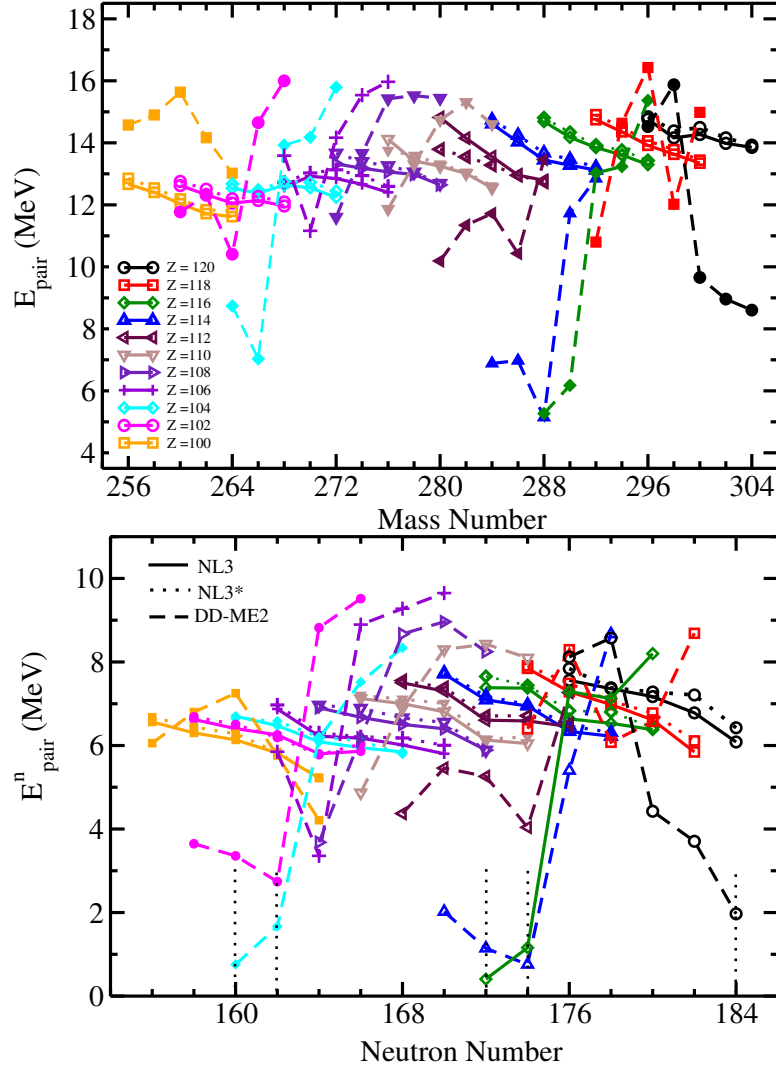 18
16
14
12
10
8
6
4
E_pair (MeV)
Z =120
Z =118
Z =116
Z =114
Z =112
Z =110
Z =108
Z =106
Z =104
Z =102
Z =100
256 264 272 280 288 296 304
Mass Number
10
8
6
4
2
0
E^n_pair (MeV)
NL3
NL3*
DD-ME2
160 168 176 184
Neutron Number